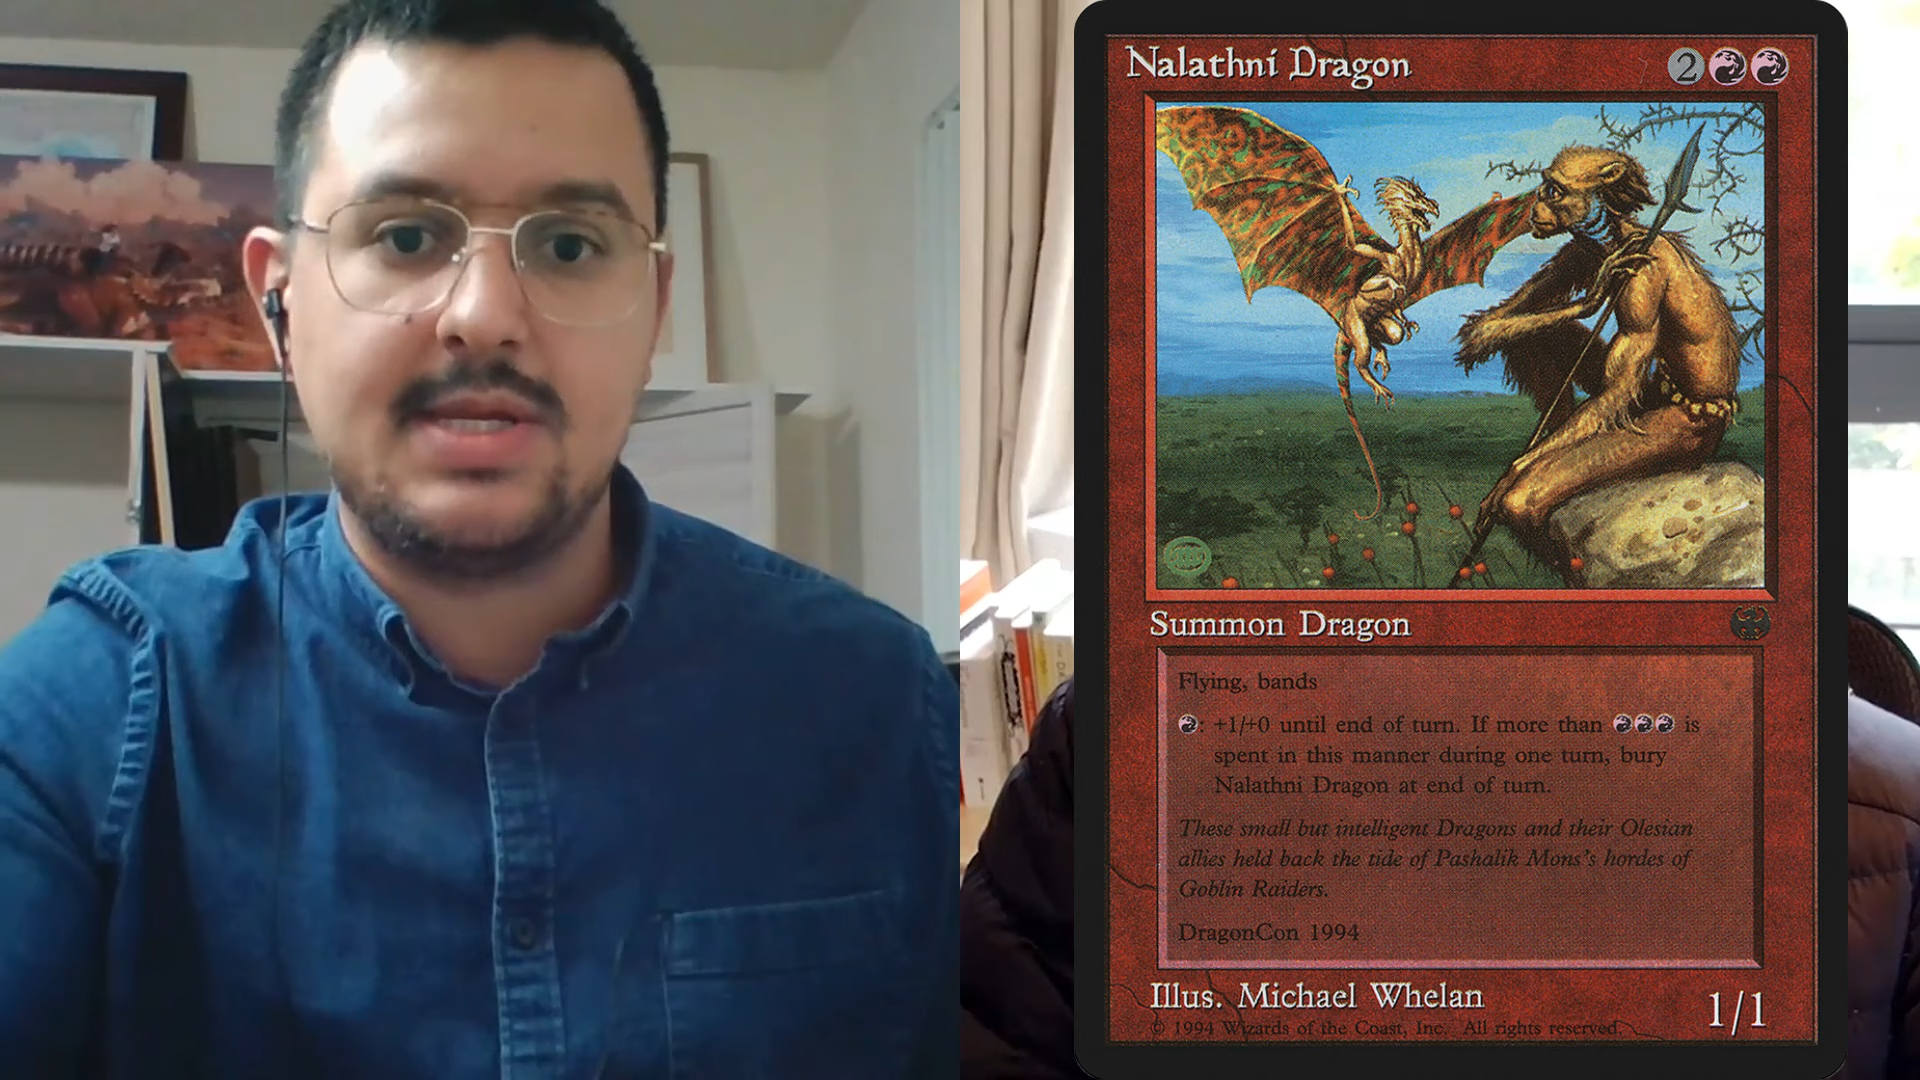 Nalathni Dragon
2
Summon Dragon
Flying, bands
: +1/+0 until end of turn. If more than is
spent in this manner during one turn, bury
Nalathni Dragon at end of turn.
These small but intelligent Dragons and their Olesian
allies held back the tide of Pashalik Mons's hordes of
Goblin Raiders.
DragonCon 1994
Illus. Michael Whelan
1/1
© 1994 Wizards of the Coast, Inc. All rights reserved.